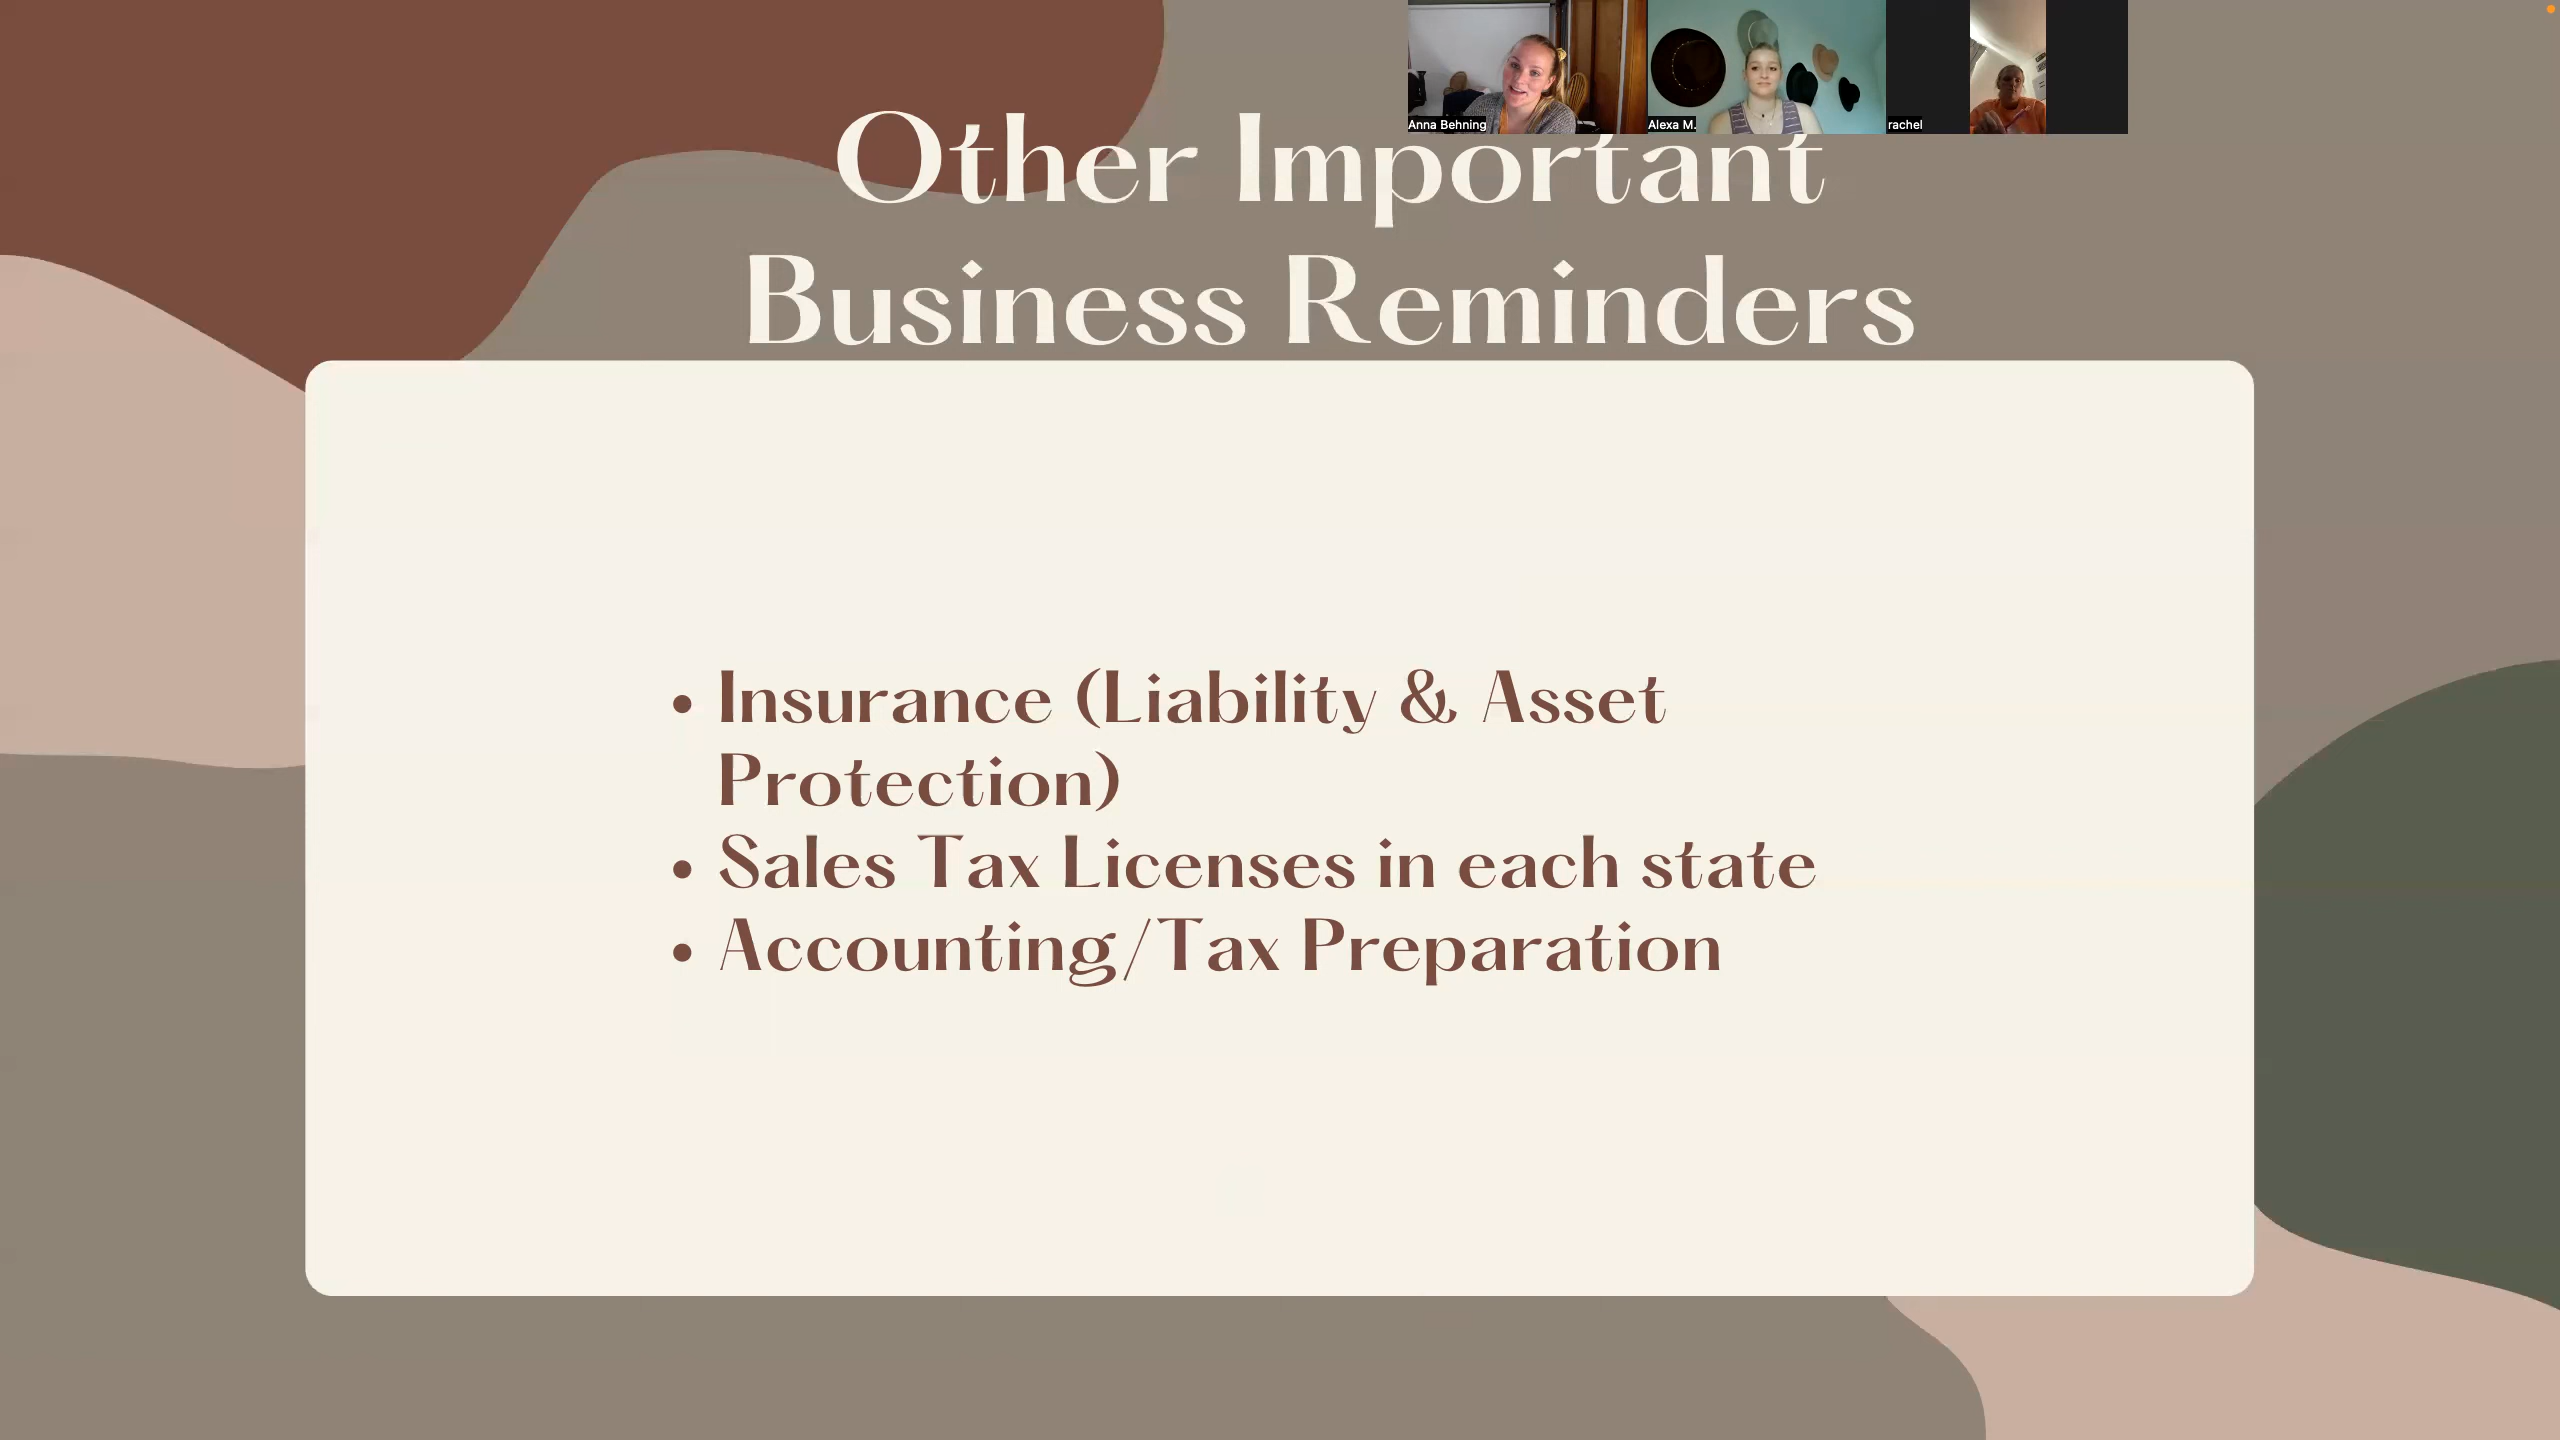 Anna Behning
Alexa M.
rachel
Other Important
Business Reminders
• Insurance (Liability & Asset
Protection)
• Sales Tax Licenses in each state
• Accounting/Tax Preparation